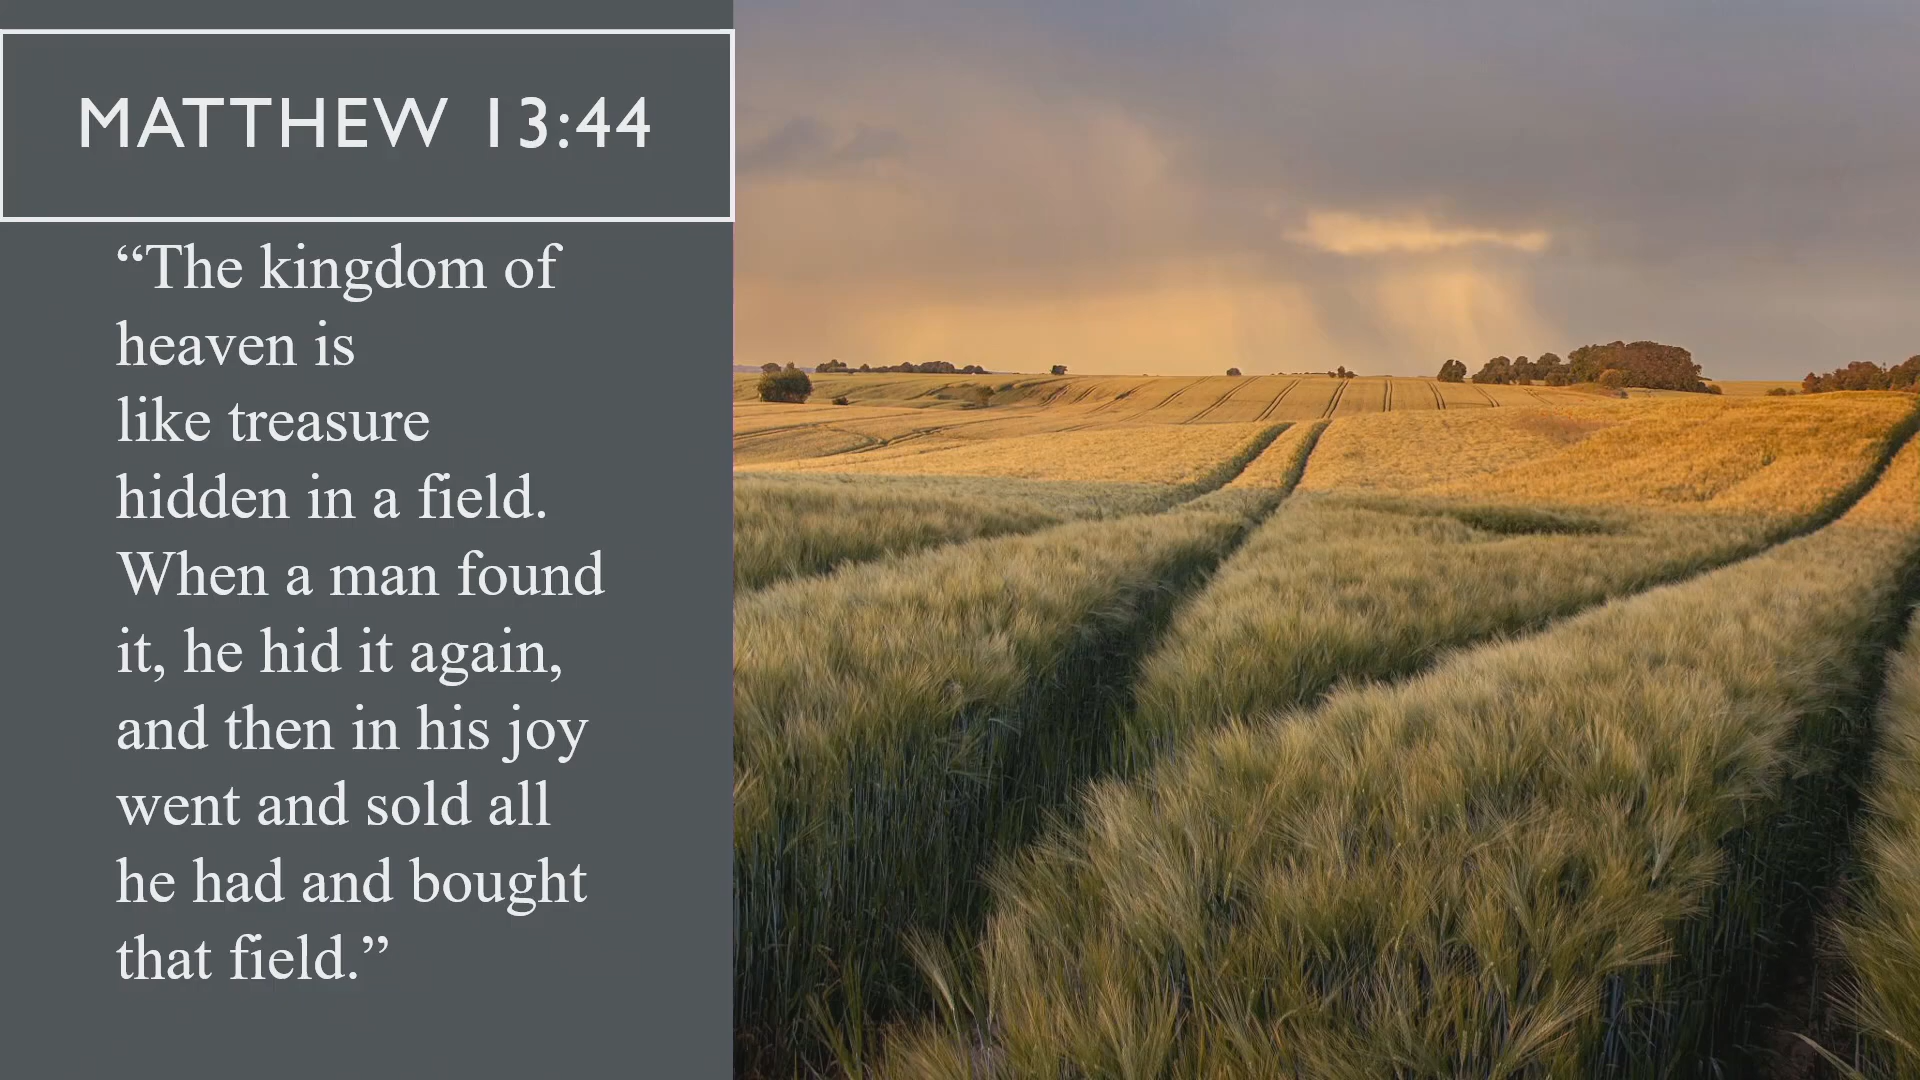 MATTHEW 13:44
“The kingdom of
heaven is
like treasure
hidden in a field.
When a man found
it, he hid it again,
and then in his joy
went and sold all
he had and bought
that field.”